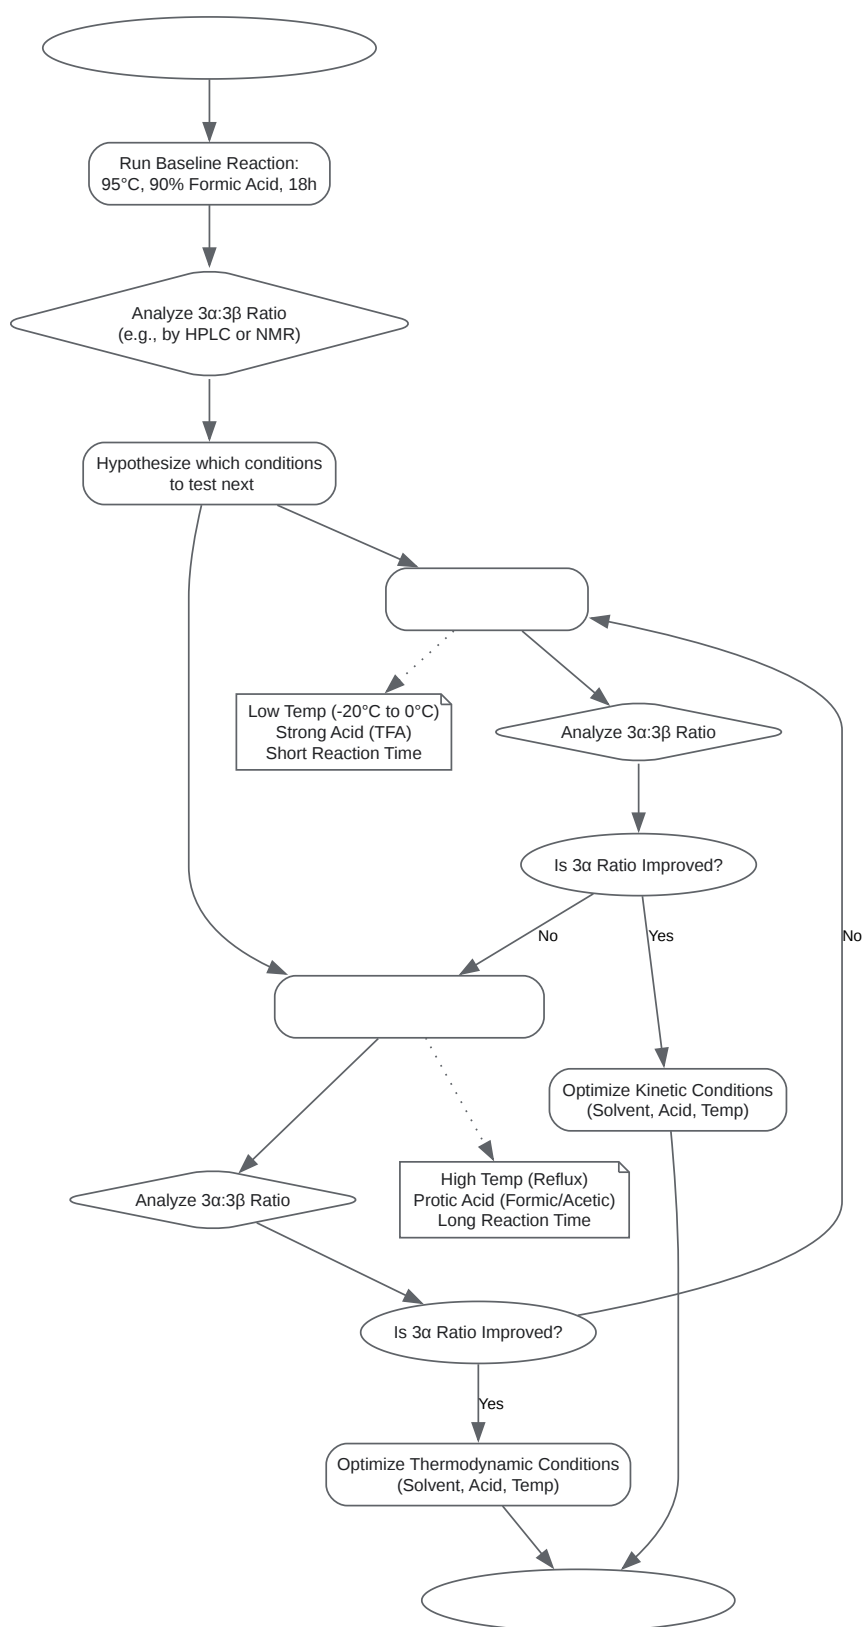 Run Baseline Reaction:
95°C, 90% Formic Acid, 18h
Analyze 3α:3β Ratio
(e.g., by HPLC or NMR)
Hypothesize which conditions
to test next
Low Temp (-20°C to 0°C)
Strong Acid (TFA)
Short Reaction Time
Analyze 3α:3β Ratio
Is 3α Ratio Improved?
No
Yes
No
Optimize Kinetic Conditions
(Solvent, Acid, Temp)
High Temp (Reflux)
Protic Acid (Formic/Acetic)
Long Reaction Time
Analyze 3α:3β Ratio
Is 3α Ratio Improved?
Yes
Optimize Thermodynamic Conditions
(Solvent, Acid, Temp)